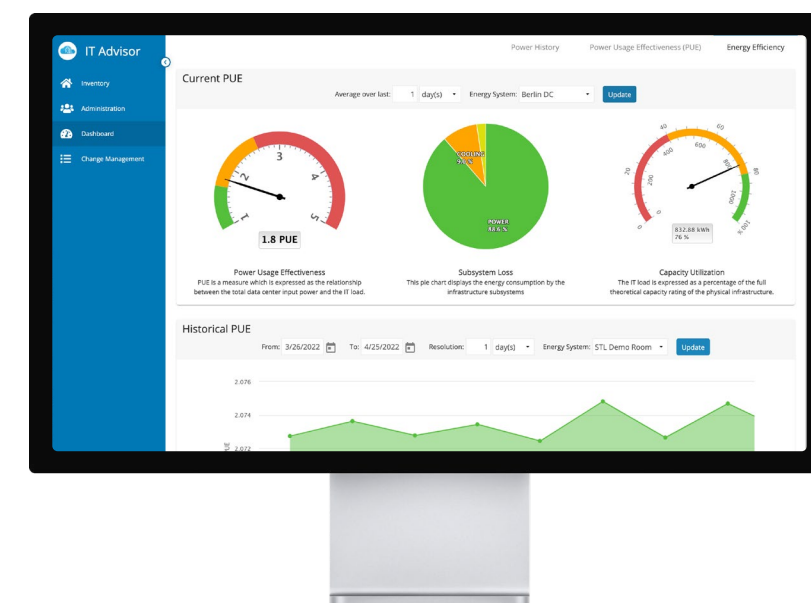 IT Advisor
Inventory
Administration
Dashboard
Change Management
Power History Power Usage Effectiveness (PUE) Energy Efficiency
Current PUE
Average over last: 1 day(s) Energy System: Berlin DC Update
1 2 3 4 5
1.8 PUE
COOLING
POWER
88.6 %
0 20 40 60 80 100 %
0 200 400 600 800 1000
832.88 kWh
76 %
Power Usage Effectiveness
PUE is a measure which is expressed as the relationship
between the total data center input power and the IT load.
Subsystem Loss
This pie chart displays the energy consumption by the
infrastructure subsystems
Capacity Utilization
The IT load is expressed as a percentage of the full
theoretical capacity rating of the physical infrastructure.
Historical PUE
From: 3/26/2022 To: 4/25/2022 Resolution: 1 day(s) Energy System: STL Demo Room Update
2.076
2.074
2.072